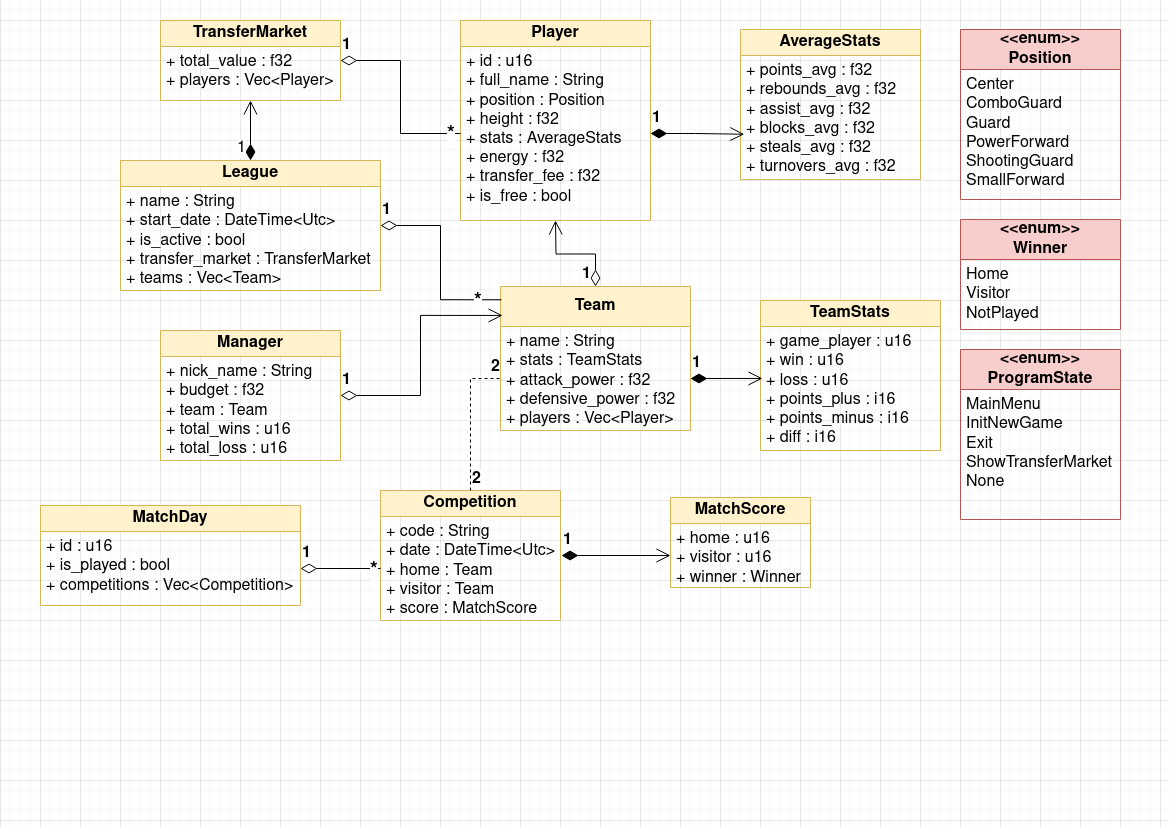 TransferMarket
+ total_value : f32
+ players : Vec<Player>
1
*
Player
+ id : u16
+ full_name : String
+ position : Position
+ height : f32
+ stats : AverageStats
+ energy : f32
+ transfer_fee : f32
+ is_free : bool
1
AverageStats
+ points_avg : f32
+ rebounds_avg : f32
+ assist_avg : f32
+ blocks_avg : f32
+ steals_avg : f32
+ turnovers_avg : f32
<<enum>>
Position
Center
ComboGuard
Guard
PowerForward
ShootingGuard
SmallForward
1
League
+ name : String
+ start_date : DateTime<Utc>
+ is_active : bool
+ transfer_market : TransferMarket
+ teams : Vec<Team>
1
*
1
<<enum>>
Winner
Home
Visitor
NotPlayed
Manager
+ nick_name : String
+ budget : f32
+ team : Team
+ total_wins : u16
+ total_loss : u16
1
Team
+ name : String
+ stats : TeamStats
+ attack_power : f32
+ defensive_power : f32
+ players : Vec<Player>
2
2
1
TeamStats
+ game_player : u16
+ win : u16
+ loss : u16
+ points_plus : i16
+ points_minus : i16
+ diff : i16
<<enum>>
ProgramState
MainMenu
InitNewGame
Exit
ShowTransferMarket
None
MatchDay
+ id : u16
+ is_played : bool
+ competitions : Vec<Competition>
1
*
Competition
+ code : String
+ date : DateTime<Utc>
+ home : Team
+ visitor : Team
+ score : MatchScore
1
MatchScore
+ home : u16
+ visitor : u16
+ winner : Winner